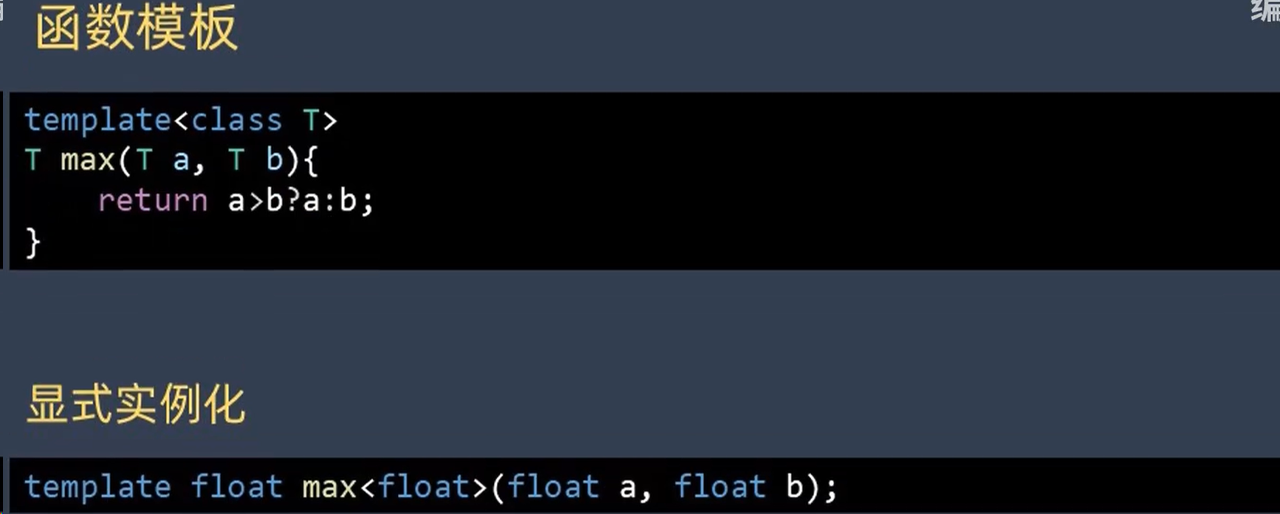 函数模板
template<class T>
T max(T a, T b){
    return a>b?a:b;
}
显式实例化
template float max<float>(float a, float b);